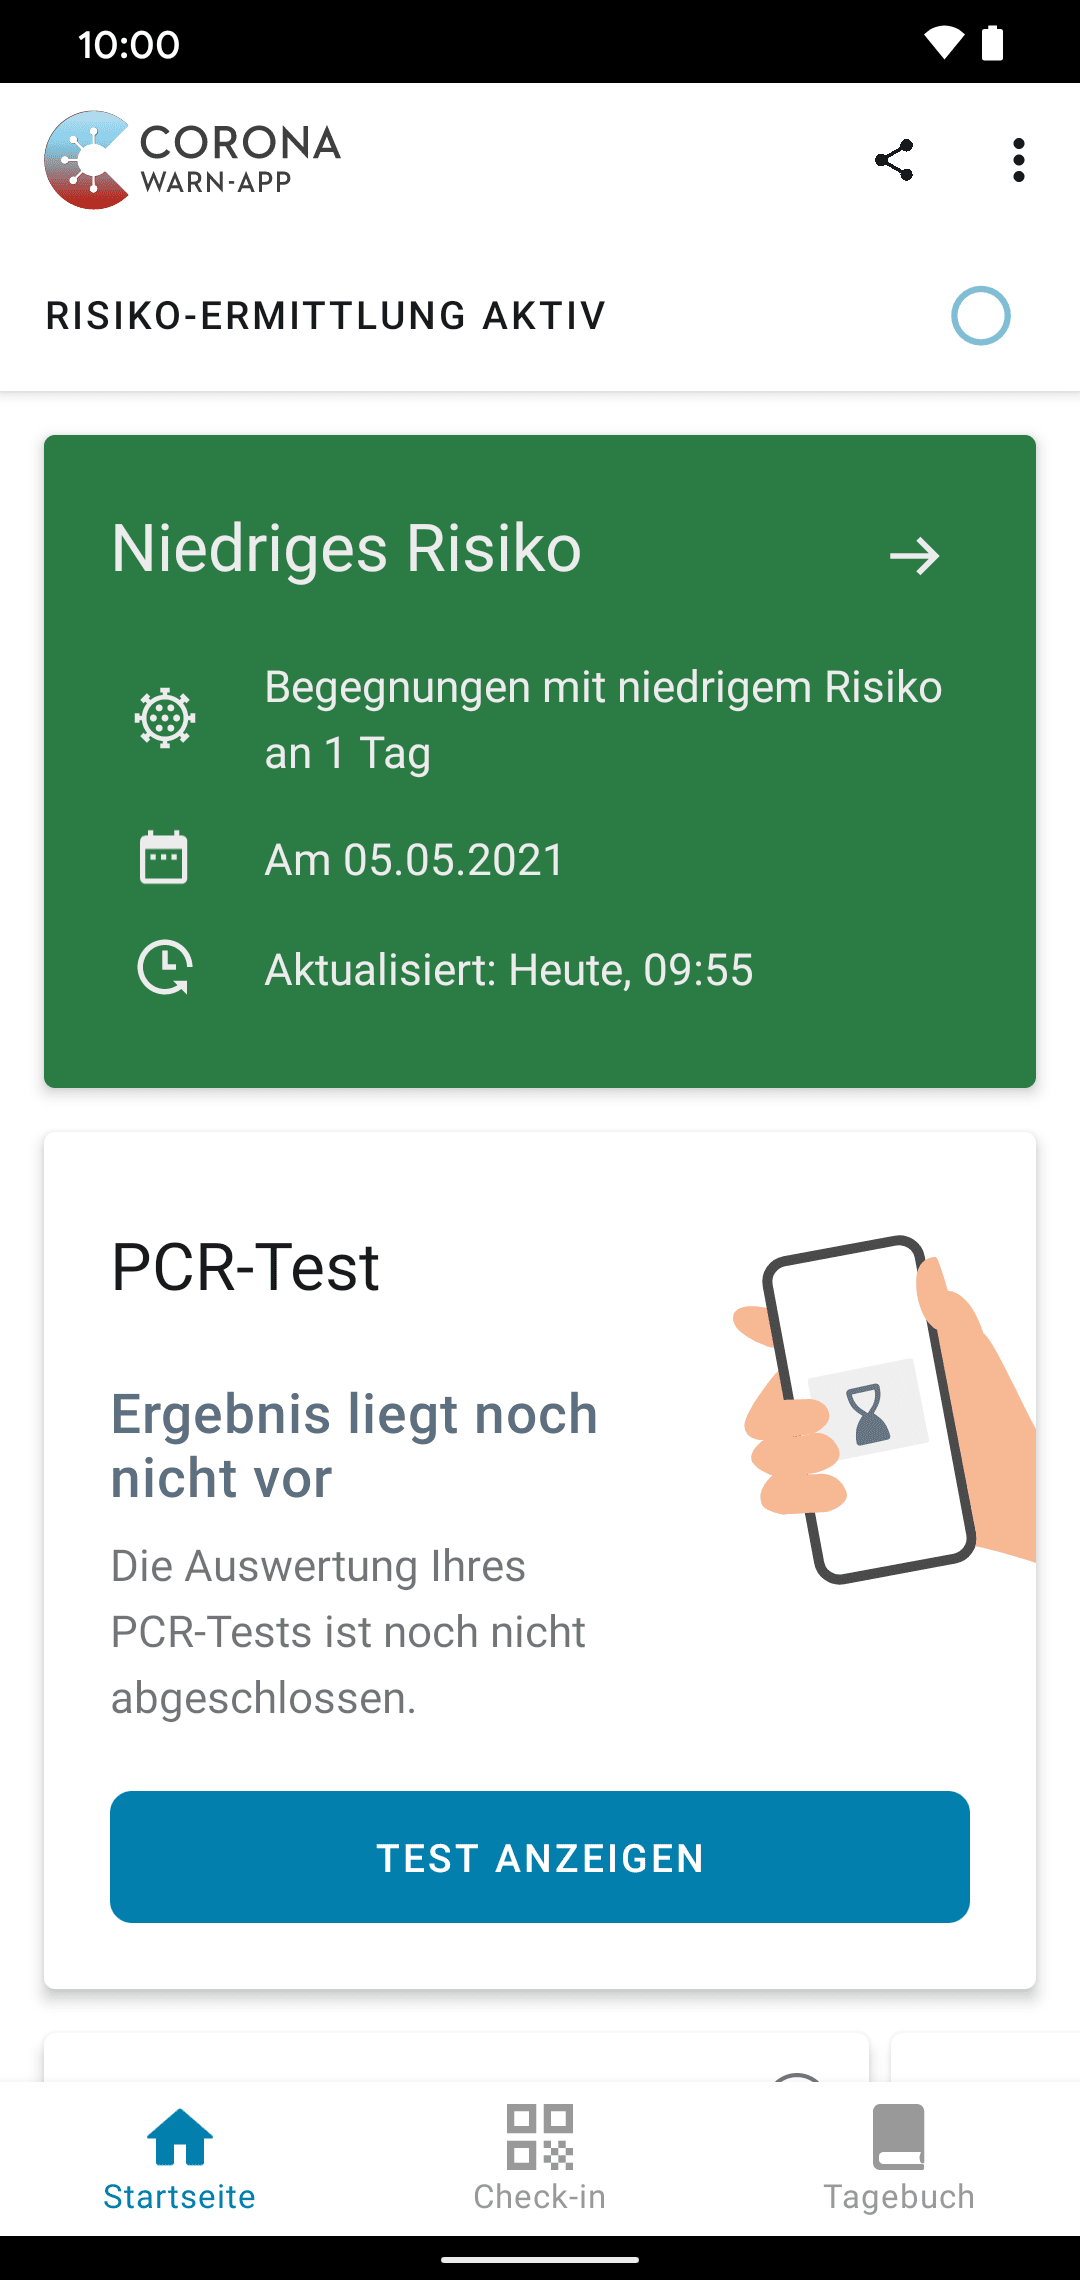 10:00
CORONA
WARN-APP
RISIKO-ERMITTLUNG AKTIV
Niedriges Risiko
Begegnungen mit niedrigem Risiko
an 1 Tag
Am 05.05.2021
Aktualisiert: Heute, 09:55
PCR-Test
Ergebnis liegt noch
nicht vor
Die Auswertung Ihres
PCR-Tests ist noch nicht
abgeschlossen.
TEST ANZEIGEN
Startseite
Check-in
Tagebuch